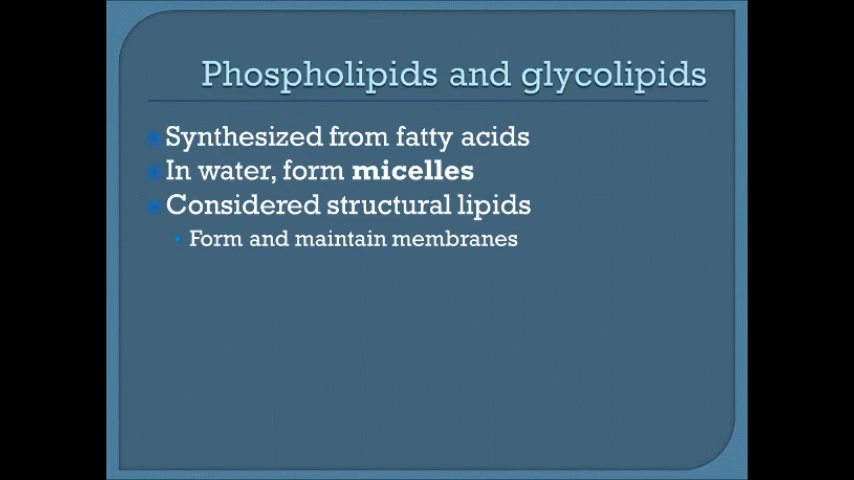 Phospholipids and glycolipids
Synthesized from fatty acids
In water, form micelles
Considered structural lipids
Form and maintain membranes